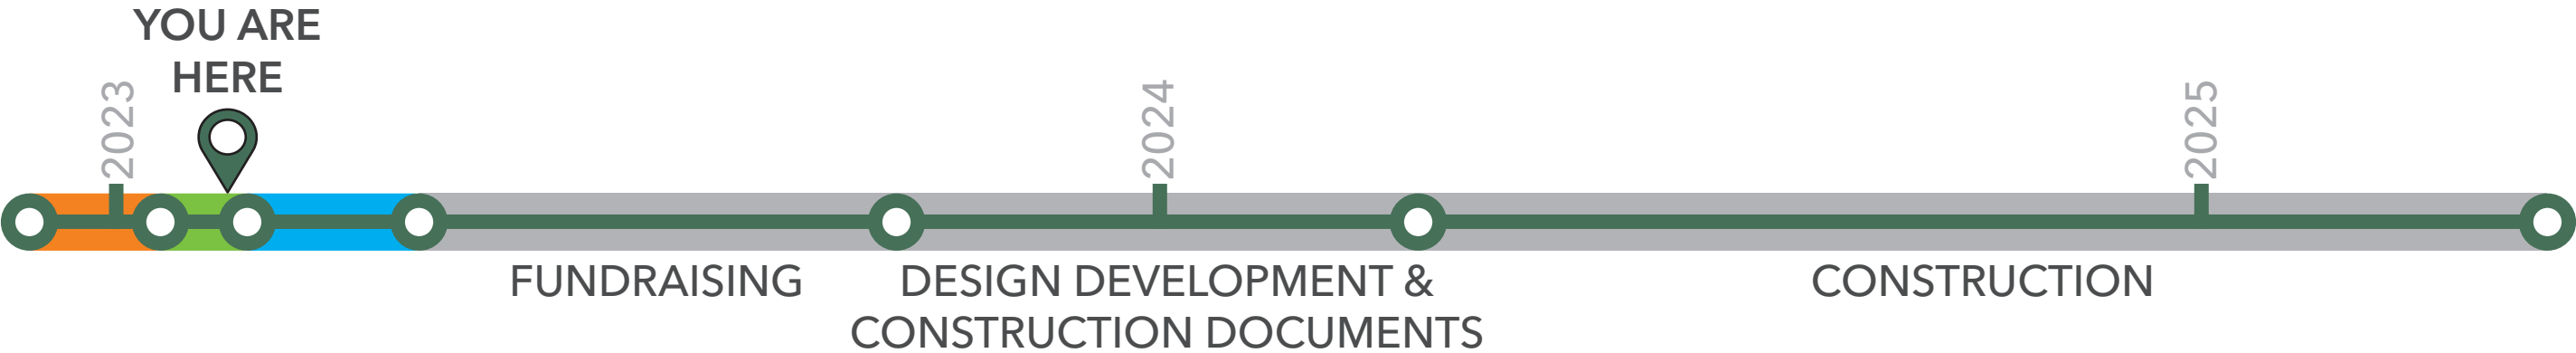 YOU ARE
HERE
2023
2024
2025
FUNDRAISING
DESIGN DEVELOPMENT &
CONSTRUCTION DOCUMENTS
CONSTRUCTION